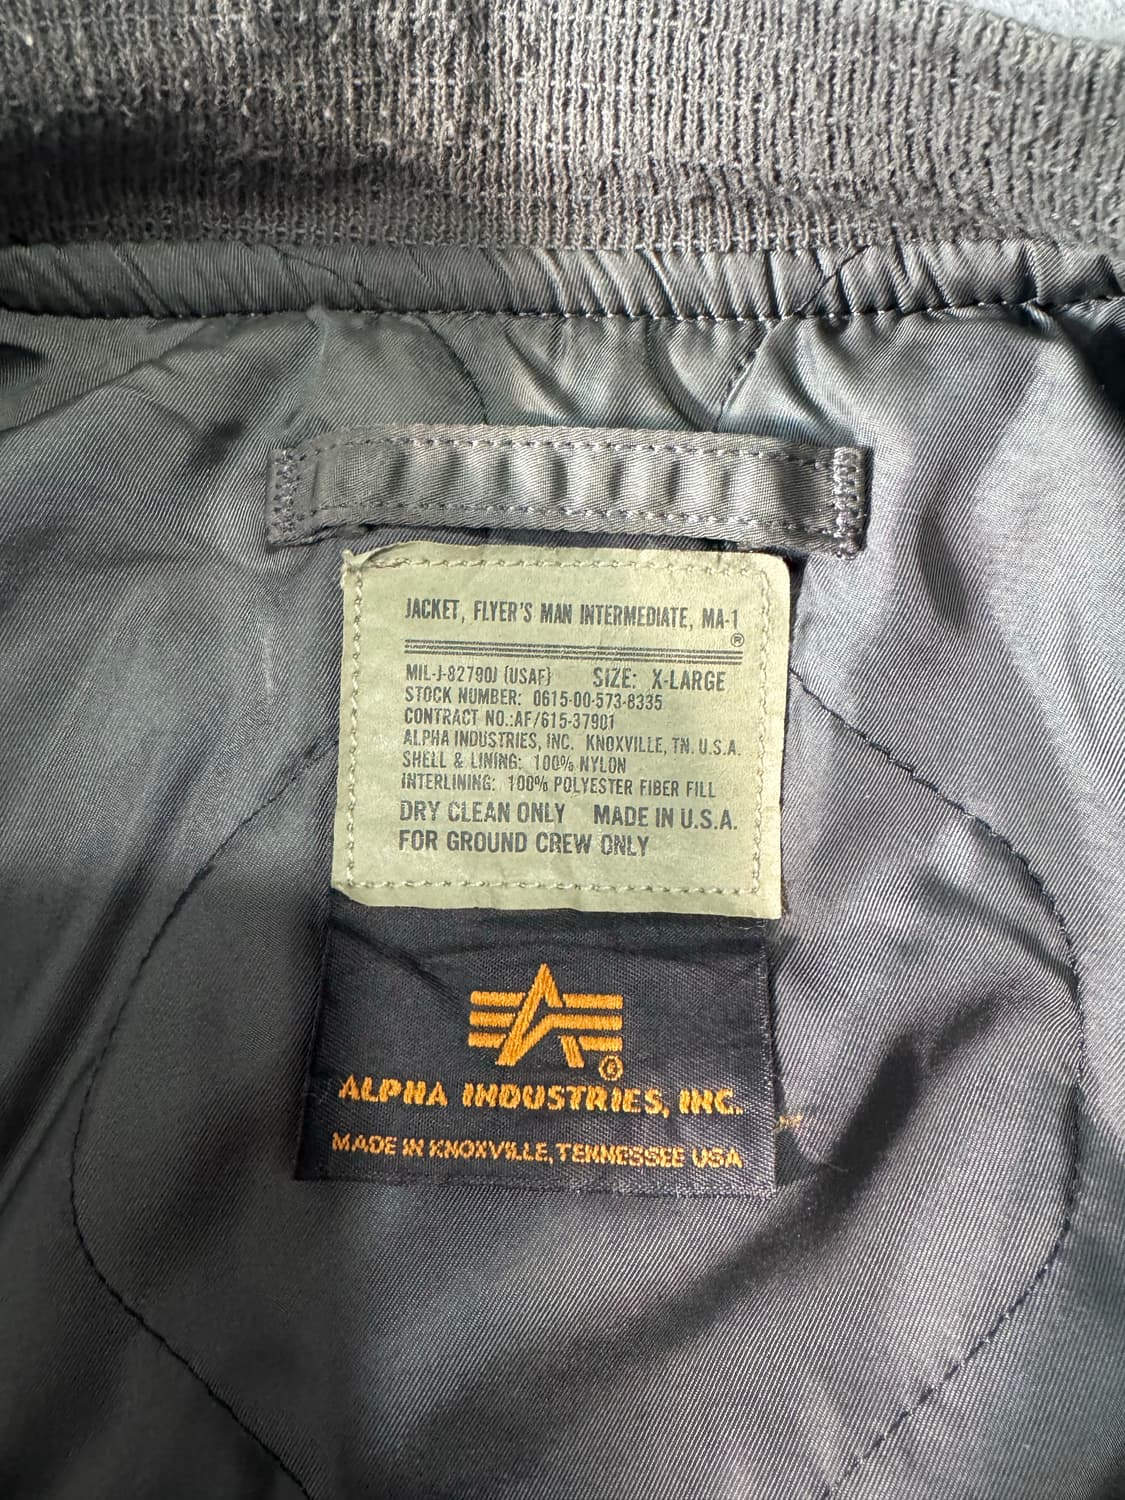 JACKET, FLYER'S MAN INTERMEDIATE, MA-1
®
MIL-J-82790J (USAF) SIZE: X-LARGE
STOCK NUMBER: 0615-00-573-8335
CONTRACT NO.:AF/615-37901
ALPHA INDUSTRIES, INC. KNOXVILLE, TN. U.S.A.
SHELL & LINING: 100% NYLON
INTERLINING: 100% POLYESTER FIBER FILL
DRY CLEAN ONLY MADE IN U.S.A.
FOR GROUND CREW ONLY
®
ALPHA INDUSTRIES, INC.
MADE IN KNOXVILLE, TENNESSEE USA